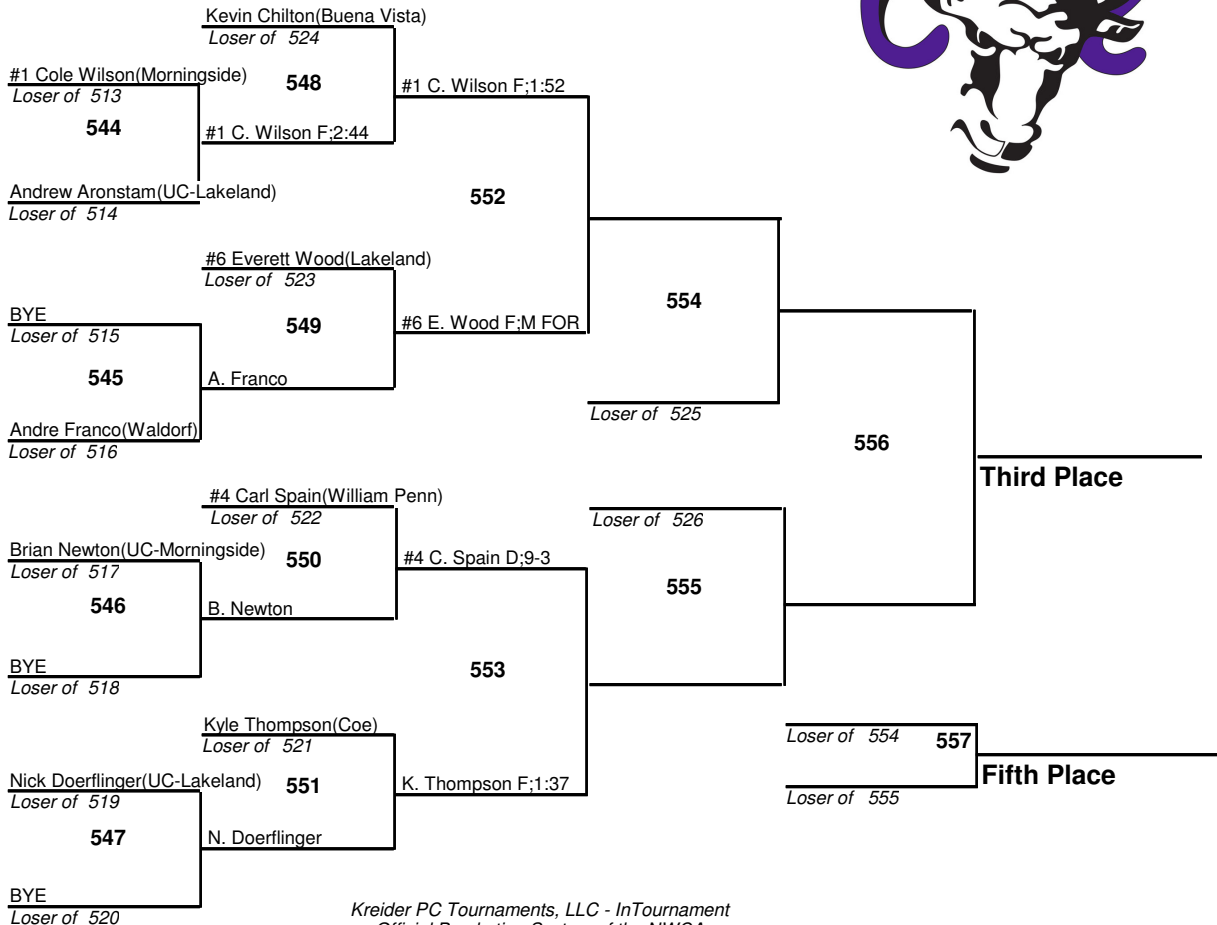 Kevin Chilton(Buena Vista)
Loser of 524
#1 Cole Wilson(Morningside)
Loser of 513
548
#1 C. Wilson F;1:52
544
#1 C. Wilson F;2:44
Andrew Aronstam(UC-Lakeland)
Loser of 514
552
#6 Everett Wood(Lakeland)
Loser of 523
554
BYE
Loser of 515
549
#6 E. Wood F;M FOR
545
A. Franco
Loser of 525
Andre Franco(Waldorf)
Loser of 516
556
Third Place
#4 Carl Spain(William Penn)
Loser of 522
Loser of 526
Brian Newton(UC-Morningside)
Loser of 517
550
#4 C. Spain D;9-3
555
546
B. Newton
BYE
Loser of 518
553
Kyle Thompson(Coe)
Loser of 521
Loser of 554
557
Nick Doerflinger(UC-Lakeland)
Loser of 519
551
K. Thompson F;1:37
Fifth Place
Loser of 555
547
N. Doerflinger
BYE
Loser of 520
Kreider PC Tournaments, LLC - InTournament